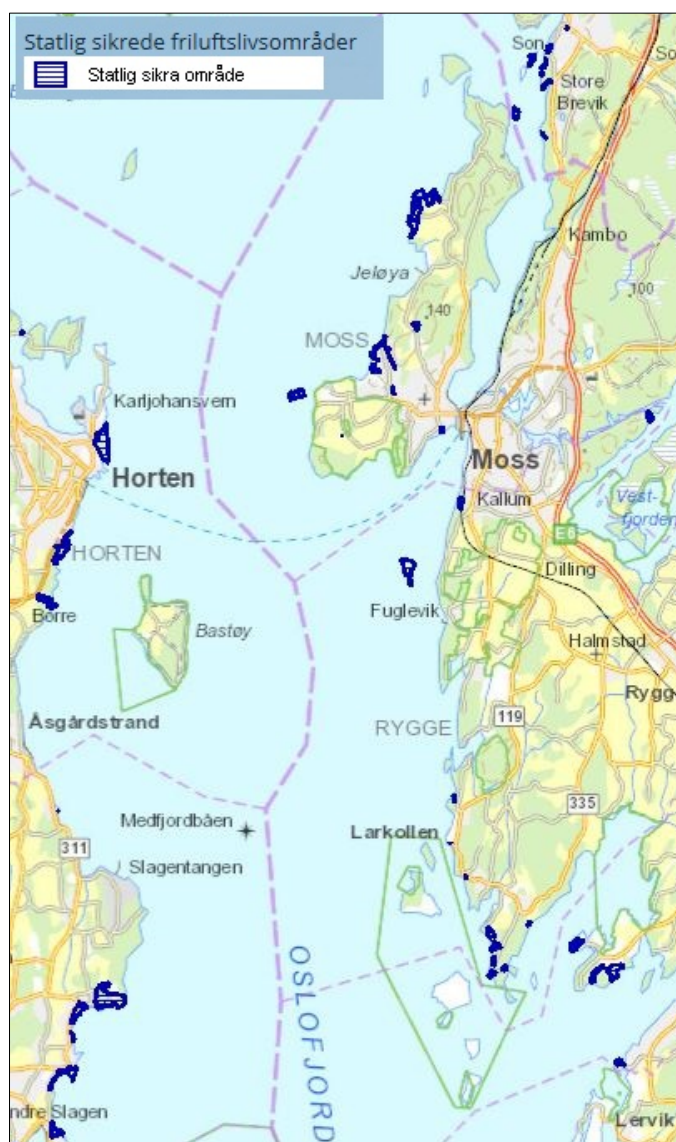 Statlig sikrede friluftslivsområder
Statlig sikra område
Son
So
Store
Brevik
Kambo
Jeløya
100
140
MOSS
Karljohansvern
Horten
Moss
Kallum
Vest-
fjorden
E6
HORTEN
Dilling
Borre
Fuglevik
Bastøy
Halmstad
Rygg
Åsgårdstrand
119
RYGGE
335
Medfjordbåen
Larkollen
311
Slagentangen
OSLOFJORD
ndre Slagen
Lervik